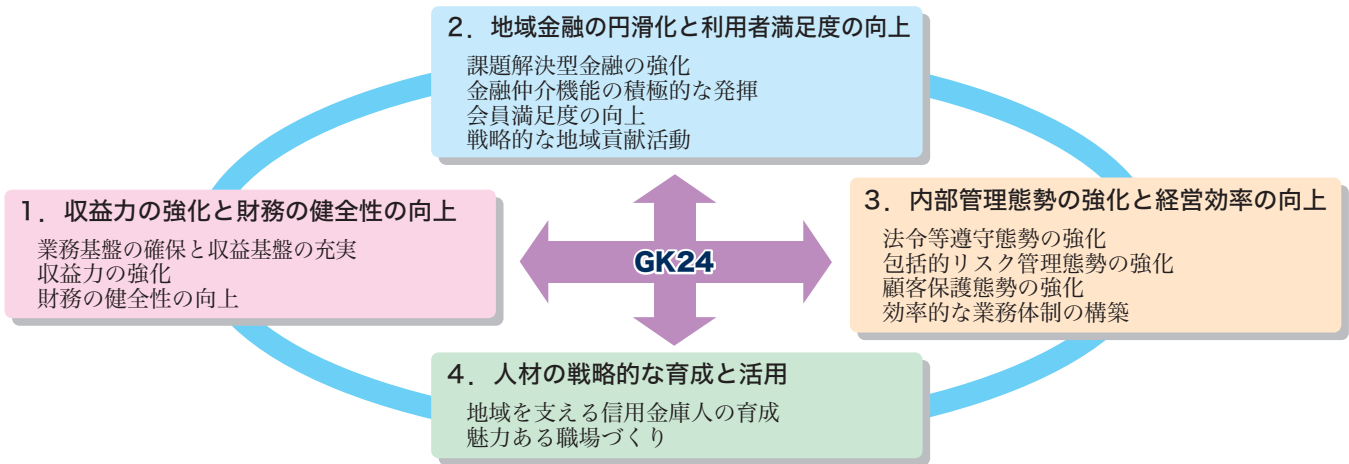 2．地域金融の円滑化と利用者満足度の向上
課題解決型金融の強化
金融仲介機能の積極的な発揮
会員満足度の向上
戦略的な地域貢献活動
1．収益力の強化と財務の健全性の向上
業務基盤の確保と収益基盤の充実
収益力の強化
財務の健全性の向上
GK24
3．内部管理態勢の強化と経営効率の向上
法令等遵守態勢の強化
包括的リスク管理態勢の強化
顧客保護態勢の強化
効率的な業務体制の構築
4．人材の戦略的な育成と活用
地域を支える信用金庫人の育成
魅力ある職場づくり